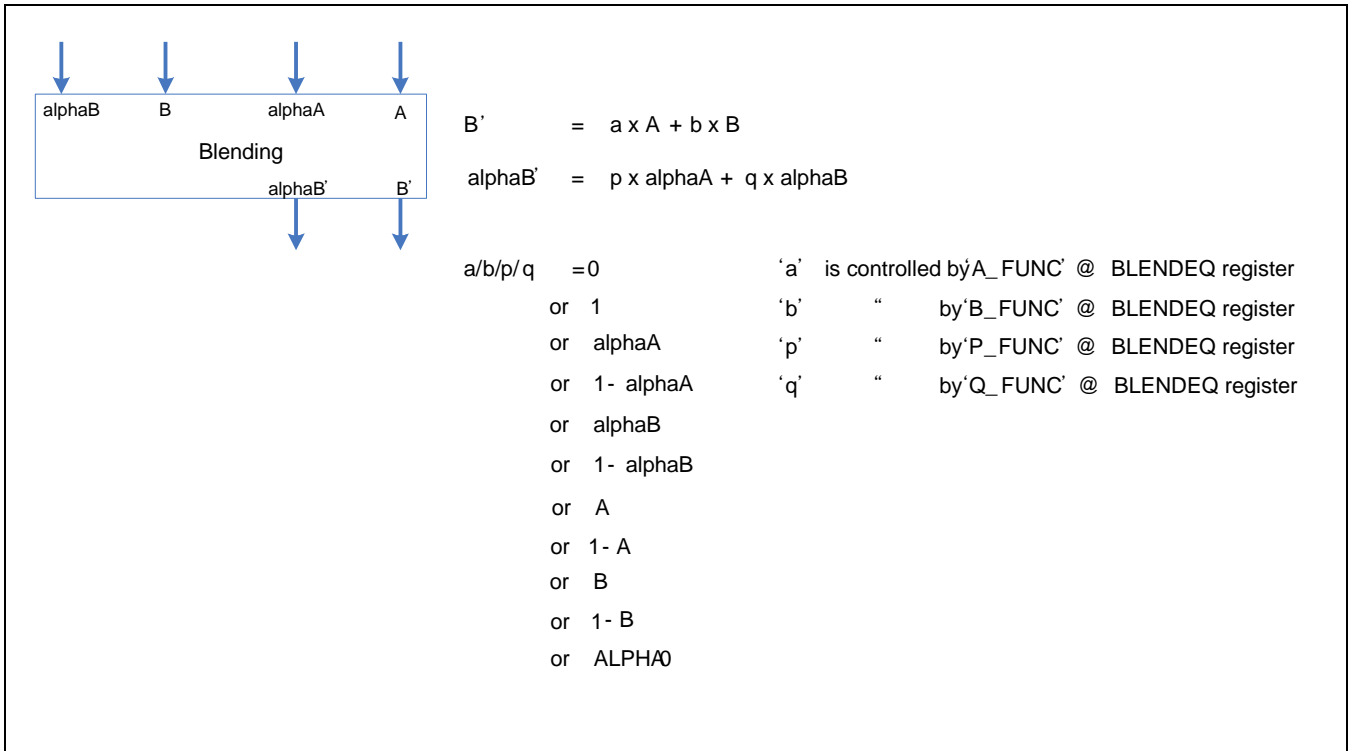 alphaB B alphaA A
Blending
alphaB’ B’
B’ = a x A + b x B
alphaB’ = p x alphaA + q x alphaB
a/b/p/q =0 ‘a’ is controlled by‘A_FUNC’ @ BLENDEQ register
or 1 ‘b’ “ by‘B_FUNC’ @ BLENDEQ register
or alphaA ‘p’ “ by‘P_FUNC’ @ BLENDEQ register
or 1- alphaA ‘q’ “ by‘Q_FUNC’ @ BLENDEQ register
or alphaB
or 1- alphaB
or A
or 1- A
or B
or 1- B
or ALPHA0